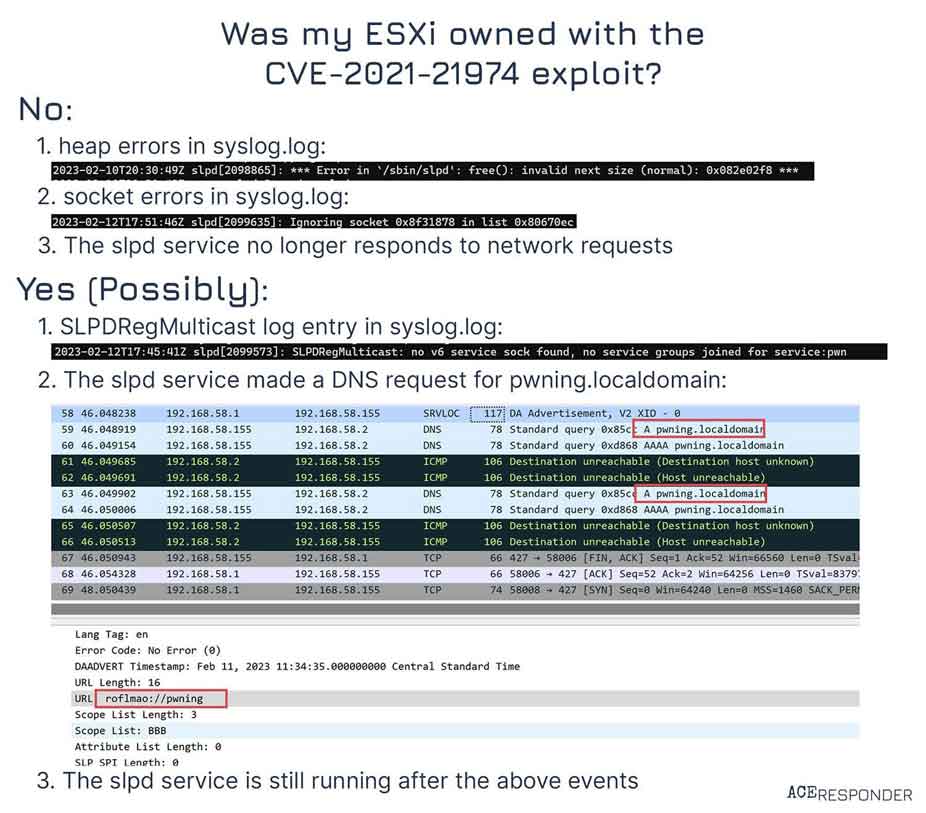 Was my ESXi owned with the
CVE-2021-21974 exploit?
No:
1. heap errors in syslog.log:
2023-02-10T20:30:49Z slpd[2098865]: *** Error in `/sbin/slpd': free(): invalid next size (normal): 0x082e02f8 ***
2. socket errors in syslog.log:
2023-02-12T17:51:46Z slpd[2099635]: Ignoring socket 0x8f31878 in list 0x80670ec
3. The slpd service no longer responds to network requests
Yes (Possibly):
1. SLPDRegMulticast log entry in syslog.log:
2023-02-12T17:45:41Z slpd[2099573]: SLPDRegMulticast: no v6 service sock found, no service groups joined for service:pwn
2. The slpd service made a DNS request for pwning.localdomain:
58 46.048238 192.168.58.1 192.168.58.155 SRVLOC 117 DA Advertisement, V2 XID - 0
59 46.048919 192.168.58.155 192.168.58.2 DNS 78 Standard query 0x85cc A pwning.localdomain
60 46.049154 192.168.58.155 192.168.58.2 DNS 78 Standard query 0xd868 AAAA pwning.localdomain
61 46.049685 192.168.58.2 192.168.58.155 ICMP 106 Destination unreachable (Destination host unknown)
62 46.049691 192.168.58.2 192.168.58.155 ICMP 106 Destination unreachable (Host unreachable)
63 46.049902 192.168.58.155 192.168.58.2 DNS 78 Standard query 0x85cc A pwning.localdomain
64 46.050006 192.168.58.155 192.168.58.2 DNS 78 Standard query 0xd868 AAAA pwning.localdomain
65 46.050507 192.168.58.2 192.168.58.155 ICMP 106 Destination unreachable (Destination host unknown)
66 46.050513 192.168.58.2 192.168.58.155 ICMP 106 Destination unreachable (Host unreachable)
67 46.050943 192.168.58.155 192.168.58.1 TCP 66 427 → 58006 [FIN, ACK] Seq=1 Ack=52 Win=66560 Len=0 TSval
68 46.054328 192.168.58.1 192.168.58.155 TCP 66 58006 → 427 [ACK] Seq=52 Ack=2 Win=64256 Len=0 TSval=8379
69 48.050439 192.168.58.1 192.168.58.155 TCP 74 58008 → 427 [SYN] Seq=0 Win=64240 Len=0 MSS=1460 SACK_PER
Lang Tag: en
Error Code: No Error (0)
DAADVERT Timestamp: Feb 11, 2023 11:34:35.000000000 Central Standard Time
URL Length: 16
URL roflmao://pwning
Scope List Length: 3
Scope List: BBB
Attribute List Length: 0
SLP SPI Length: 0
3. The slpd service is still running after the above events
ACERESPONDER